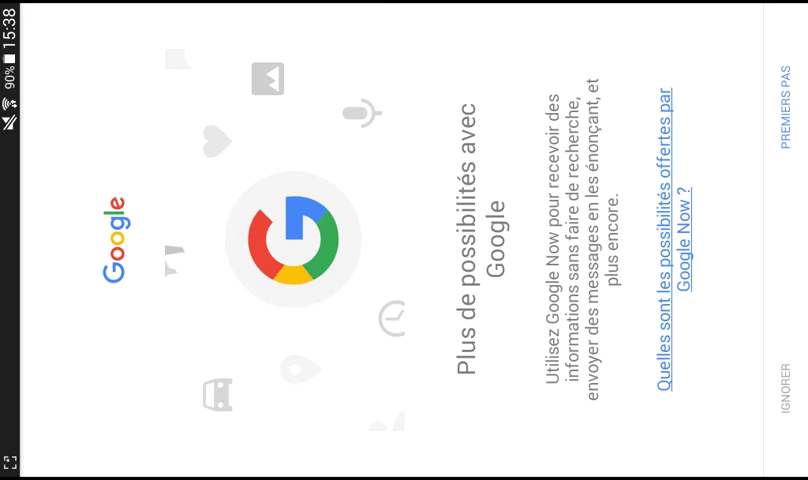 90% 15:38
Google
Plus de possibilités avec
Google
Utilisez Google Now pour recevoir des
informations sans faire de recherche,
envoyer des messages en les énonçant, et
plus encore.
Quelles sont les possibilités offertes par
Google Now ?
IGNORER
PREMIERS PAS